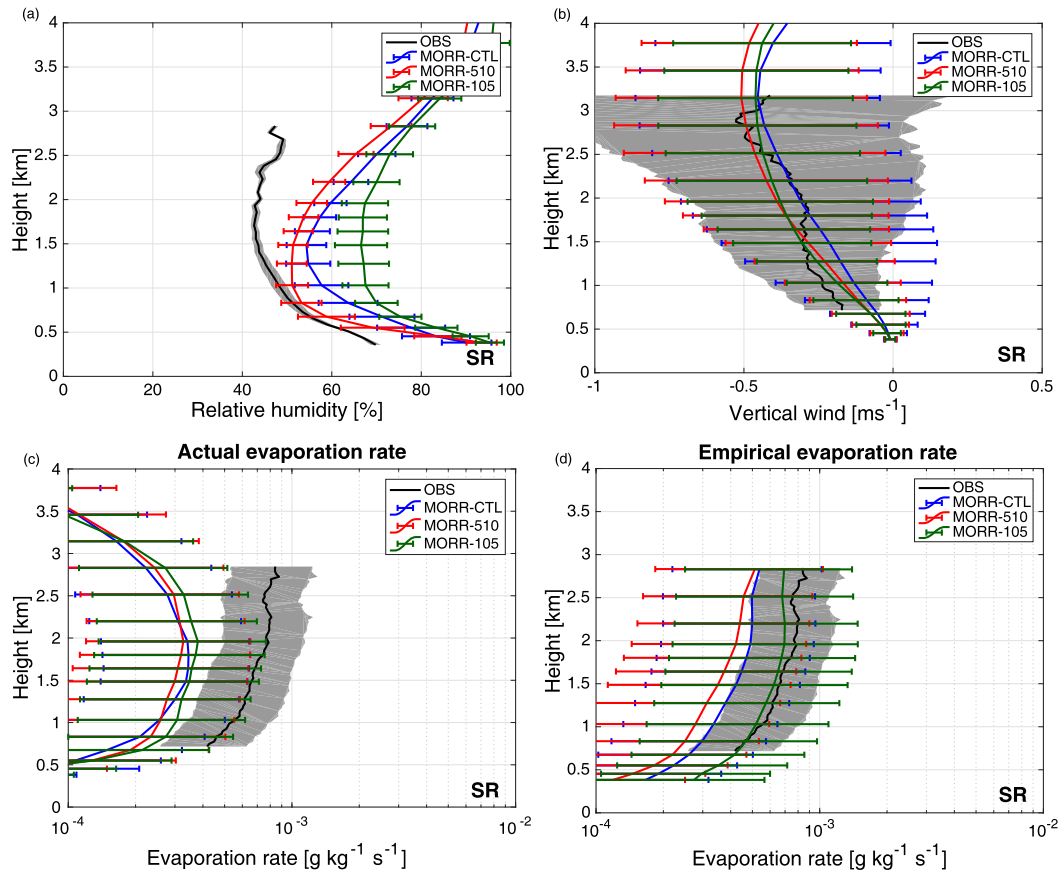 (a)
4
3.5
3
2.5
2
1.5
1
0.5
0
Height [km]
OBS
MORR-CTL
MORR-510
MORR-105
SR
0 20 40 60 80 100
Relative humidity [%]
(b)
4
3.5
3
2.5
2
1.5
1
0.5
0
Height [km]
OBS
MORR-CTL
MORR-510
MORR-105
SR
-1 -0.5 0 0.5
Vertical wind [ms⁻¹]
(c)
Actual evaporation rate
4
3.5
3
2.5
2
1.5
1
0.5
0
Height [km]
OBS
MORR-CTL
MORR-510
MORR-105
SR
10⁻⁴ 10⁻³ 10⁻²
Evaporation rate [g kg⁻¹ s⁻¹]
(d)
Empirical evaporation rate
4
3.5
3
2.5
2
1.5
1
0.5
0
Height [km]
OBS
MORR-CTL
MORR-510
MORR-105
SR
10⁻⁴ 10⁻³ 10⁻²
Evaporation rate [g kg⁻¹ s⁻¹]